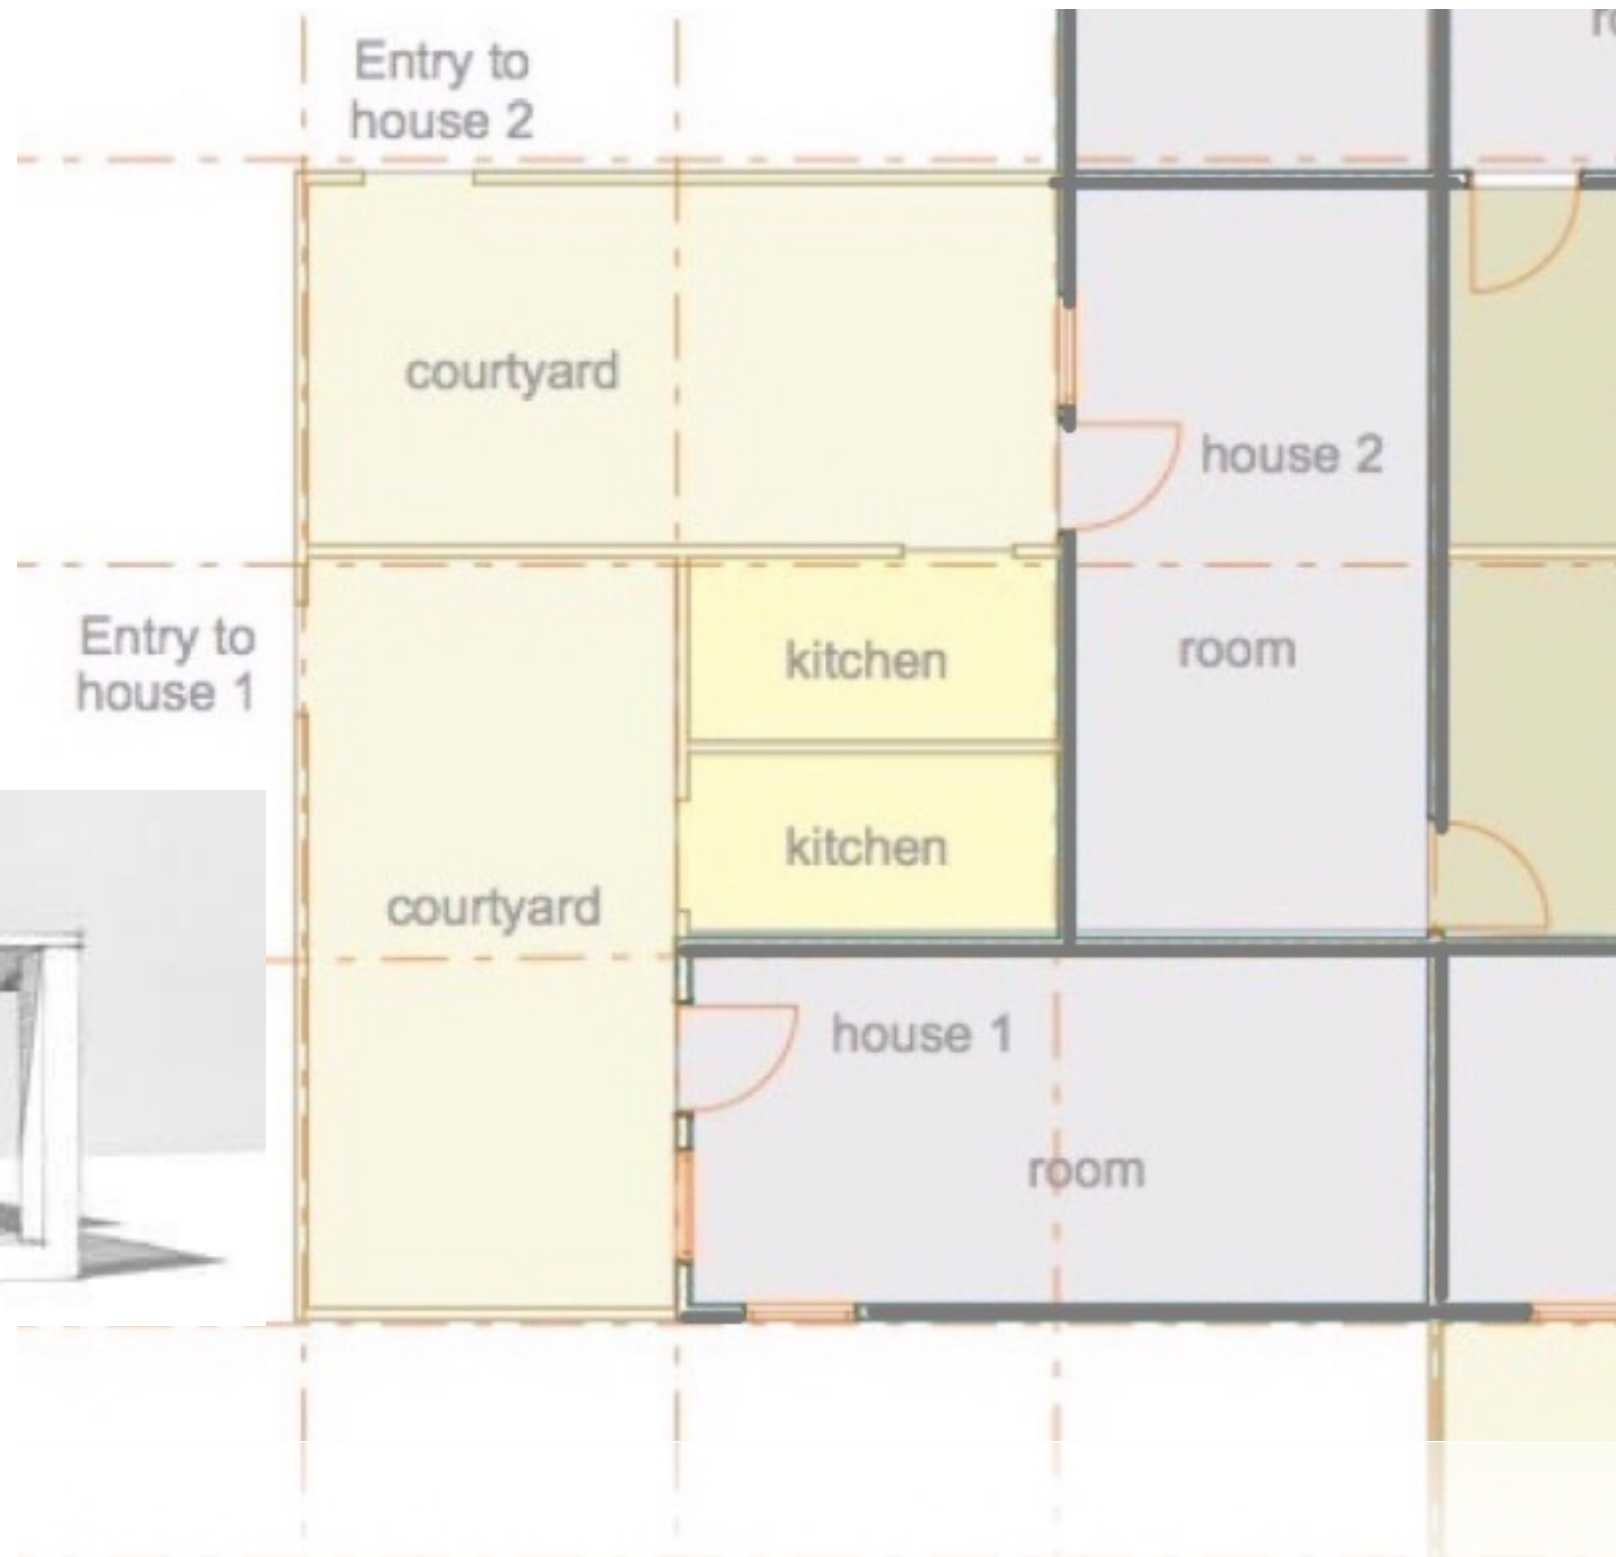 Entry to
house 2
courtyard
house 2
Entry to
house 1
kitchen
room
kitchen
courtyard
house 1
room